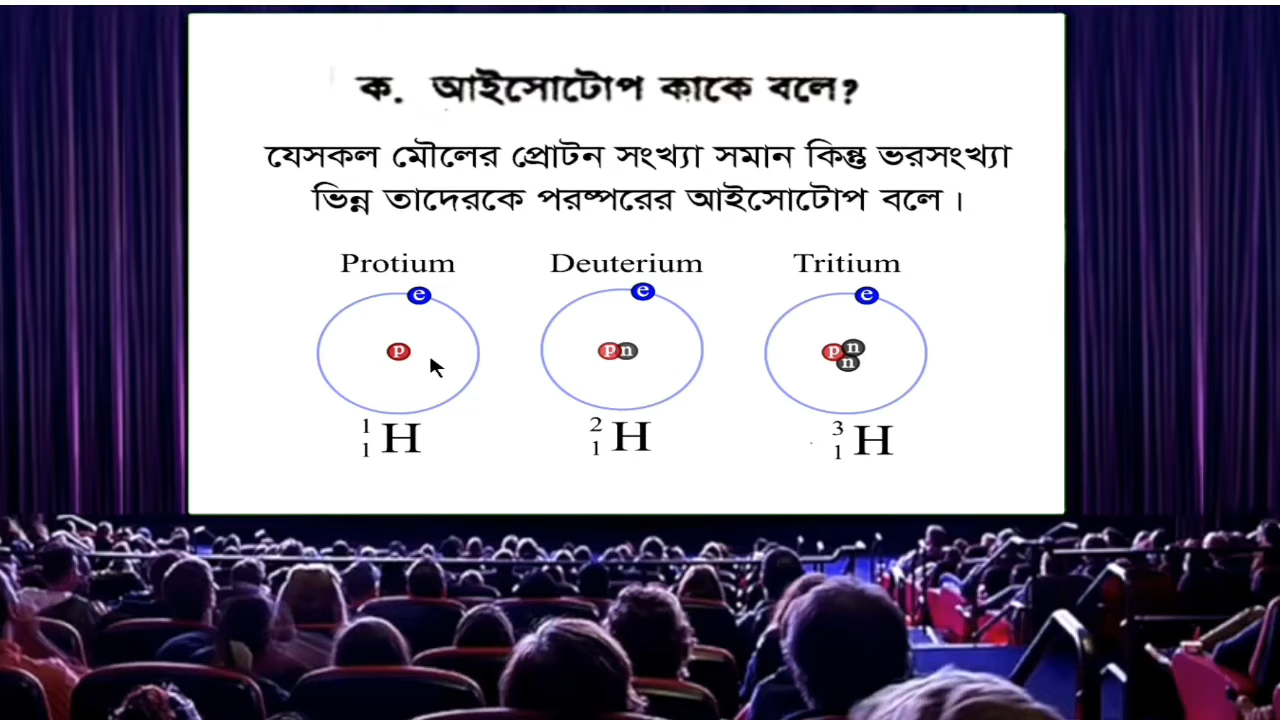 ক. আইসোটোপ কাকে বলে?
যেসকল মৌলের প্রোটন সংখ্যা সমান কিন্তু ভরসংখ্যা
ভিন্ন তাদেরকে পরষ্পরের আইসোটোপ বলে ।
Protium Deuterium Tritium
e e e
p p n p n n
1 1 H 2 1 H 3 1 H